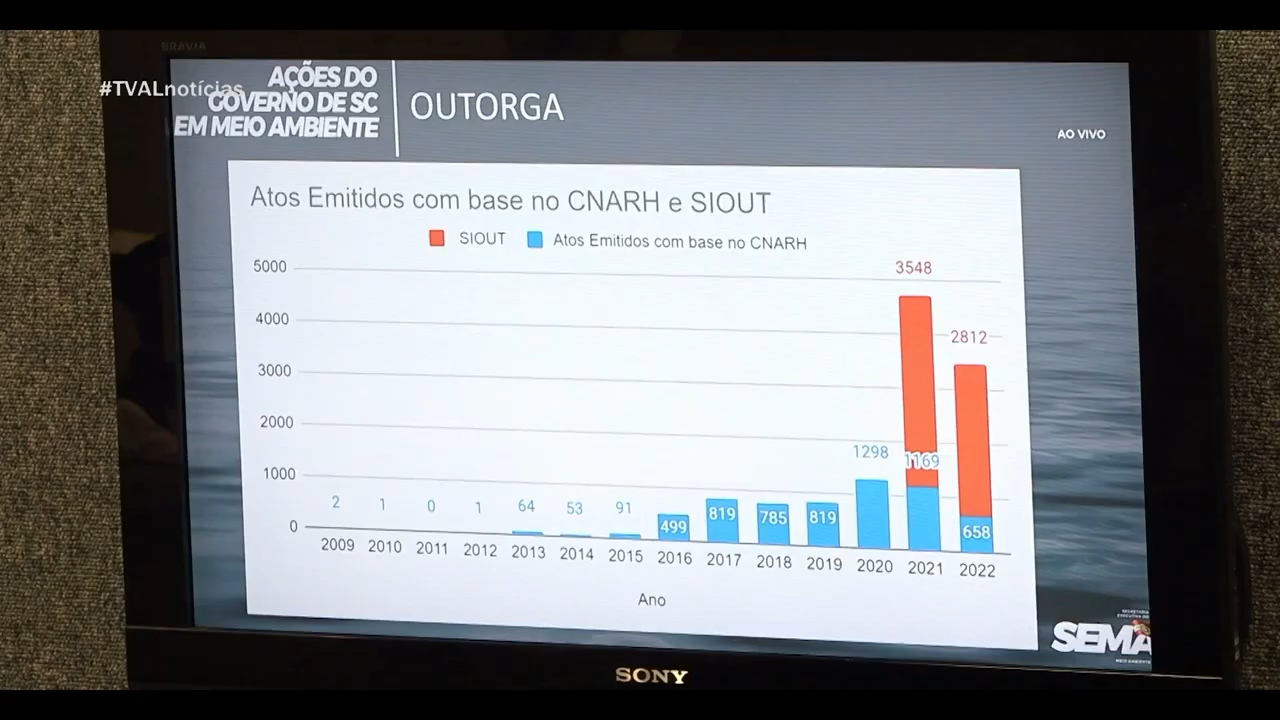 BRAVIA
#TVALnotícias
AÇÕES DO
GOVERNO DE SC
EM MEIO AMBIENTE
OUTORGA
AO VIVO
Atos Emitidos com base no CNARH e SIOUT
SIOUT Atos Emitidos com base no CNARH
5000
4000
3000
2000
1000
0
2 1 0 1 64 53 91 499 819 785 819 1298 1169 3548 658 2812
2009 2010 2011 2012 2013 2014 2015 2016 2017 2018 2019 2020 2021 2022
Ano
SEMA
SONY